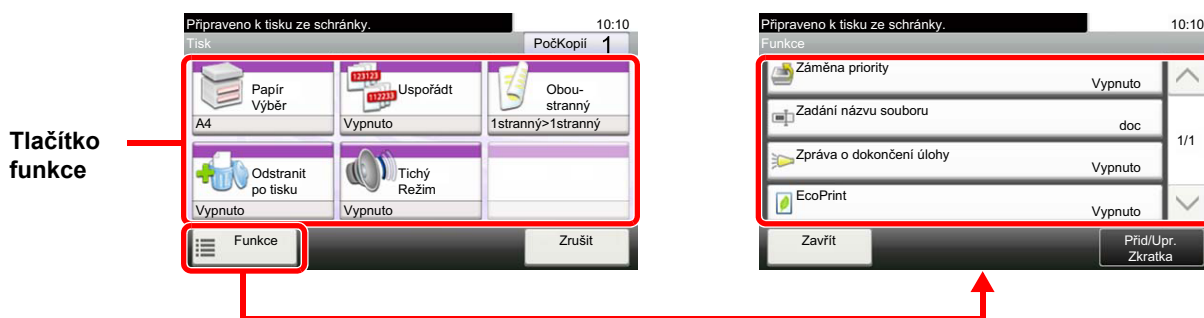 Připraveno k tisku ze schránky.
10:10
Tisk
PočKopií 1
Papír
Výběr
A4
123123
112233
Uspořádt
Vypnuto
Obou-
stranný
1stranný>1stranný
Odstranit
po tisku
Vypnuto
Tichý
Režim
Vypnuto
Funkce
Zrušit
Tlačítko
funkce
Připraveno k tisku ze schránky.
10:10
Funkce
Záměna priority
Vypnuto
Zadání názvu souboru
doc
Zpráva o dokončení úlohy
Vypnuto
EcoPrint
Vypnuto
1/1
Zavřít
Přid/Upr.
Zkratka